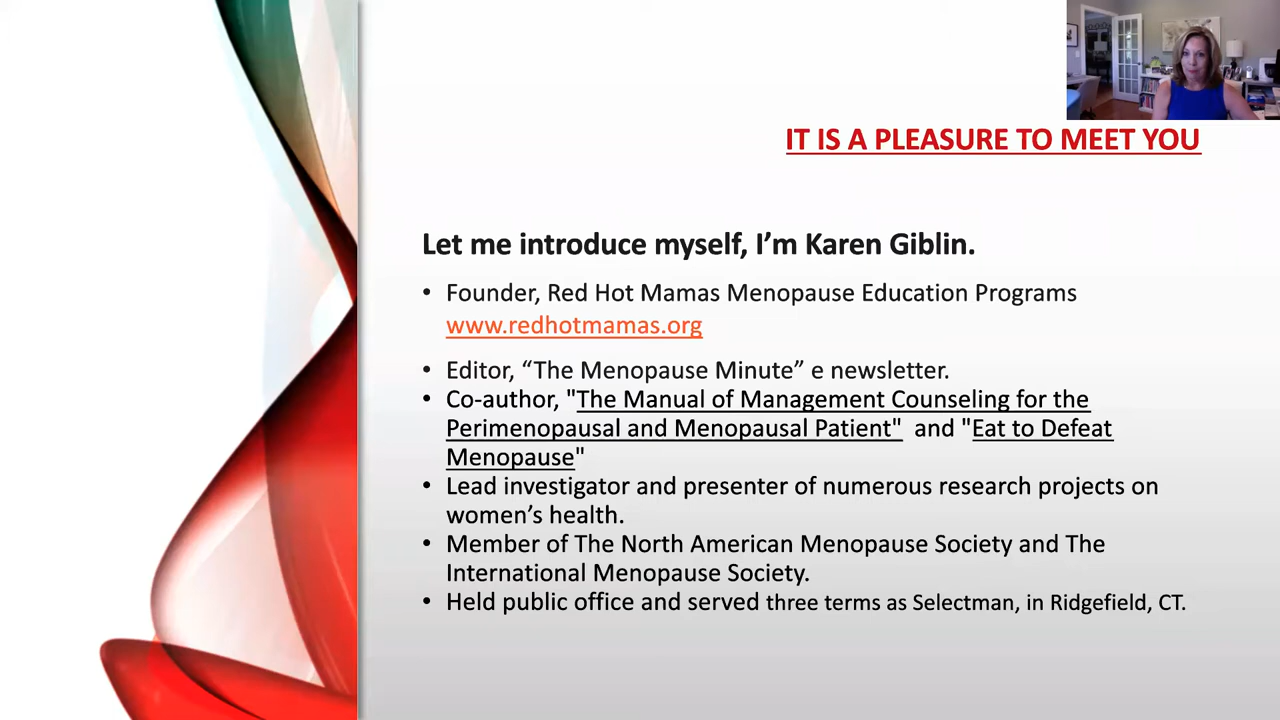 IT IS A PLEASURE TO MEET YOU
Let me introduce myself, I’m Karen Giblin.
• Founder, Red Hot Mamas Menopause Education Programs
www.redhotmamas.org
• Editor, “The Menopause Minute” e newsletter.
• Co-author, "The Manual of Management Counseling for the
Perimenopausal and Menopausal Patient" and "Eat to Defeat
Menopause"
• Lead investigator and presenter of numerous research projects on
women’s health.
• Member of The North American Menopause Society and The
International Menopause Society.
• Held public office and served three terms as Selectman, in Ridgefield, CT.